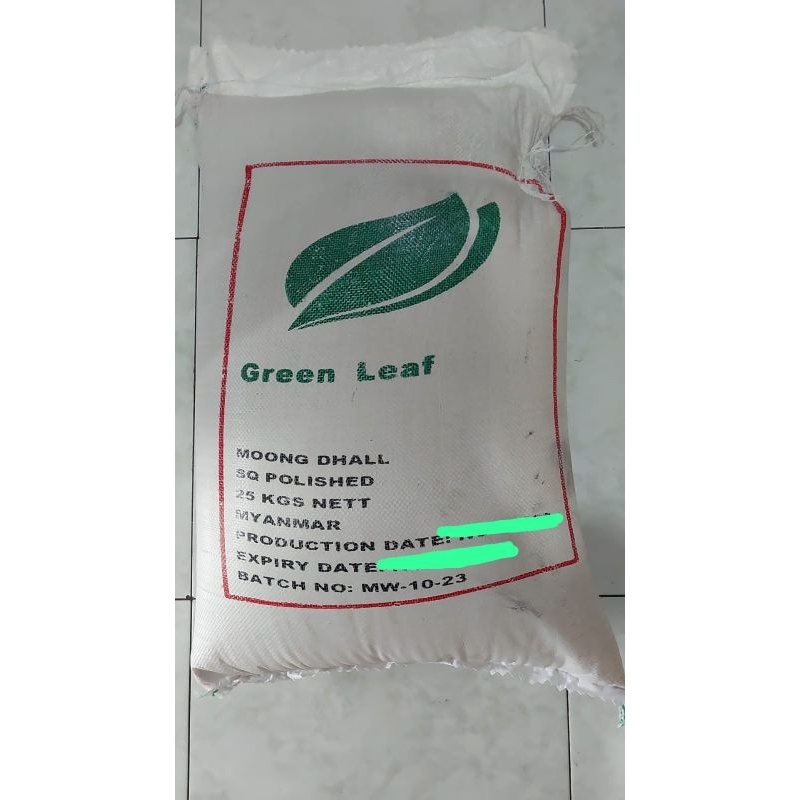 Green Leaf
MOONG DHALL
SQ POLISHED
25 KGS NETT
MYANMAR
PRODUCTION DATE:
EXPIRY DATE:
BATCH NO: MW-10-23